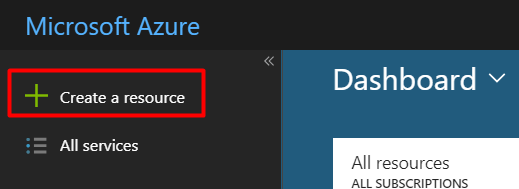 Microsoft Azure
Create a resource
All services
Dashboard
All resources
ALL SUBSCRIPTIONS